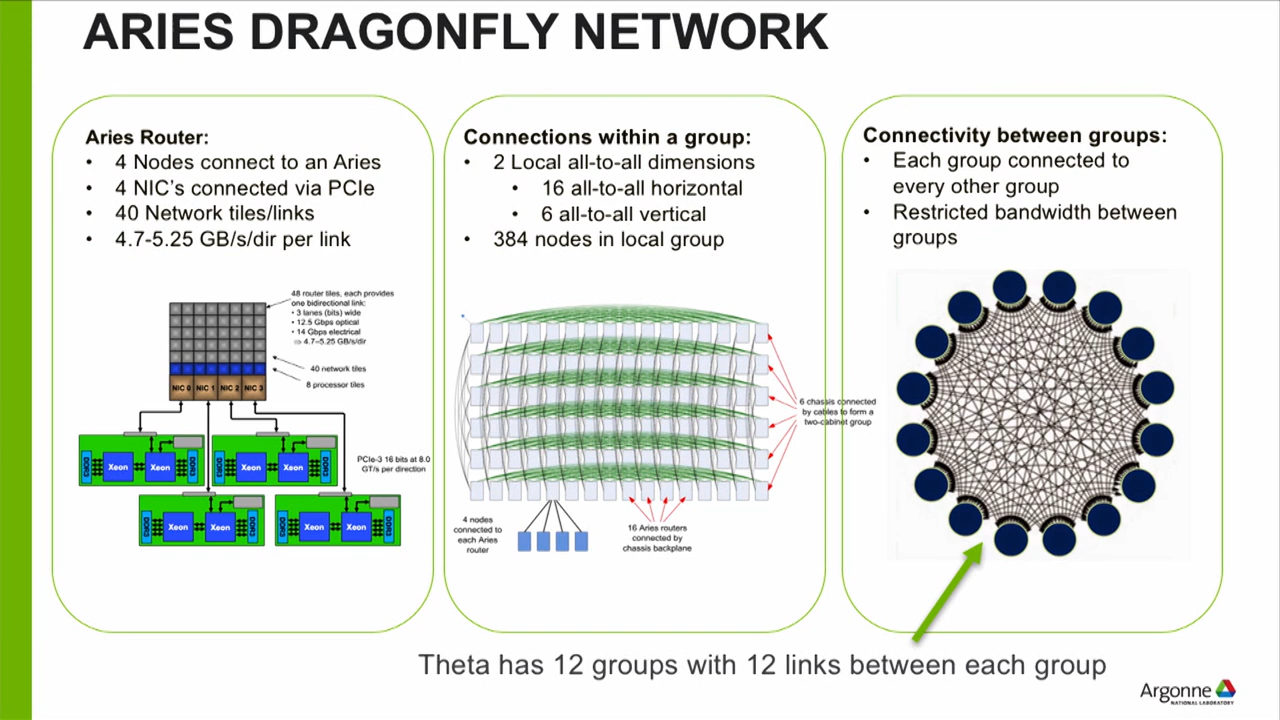 ARIES DRAGONFLY NETWORK
Aries Router:
• 4 Nodes connect to an Aries
• 4 NIC's connected via PCIe
• 40 Network tiles/links
• 4.7-5.25 GB/s/dir per link
48 router tiles, each provides
one bidirectional link:
• 3 lanes (bits) wide
• 12.5 Gbps optical
• 14 Gbps electrical
⇒ 4.7–5.25 GB/s/dir
40 network tiles
8 processor tiles
NIC 0 NIC 1 NIC 2 NIC 3
DDR3 Xeon Xeon DDR3
DDR3 Xeon Xeon DDR3
PCIe-3 16 bits at 8.0
GT/s per direction
DDR3 Xeon Xeon DDR3
DDR3 Xeon Xeon DDR3
Connections within a group:
• 2 Local all-to-all dimensions
• 16 all-to-all horizontal
• 6 all-to-all vertical
• 384 nodes in local group
6 chassis connected
by cables to form a
two-cabinet group
4 nodes
connected to
each Aries
router
16 Aries routers
connected by
chassis backplane
Connectivity between groups:
• Each group connected to
every other group
• Restricted bandwidth between
groups
Theta has 12 groups with 12 links between each group
Argonne
NATIONAL LABORATORY